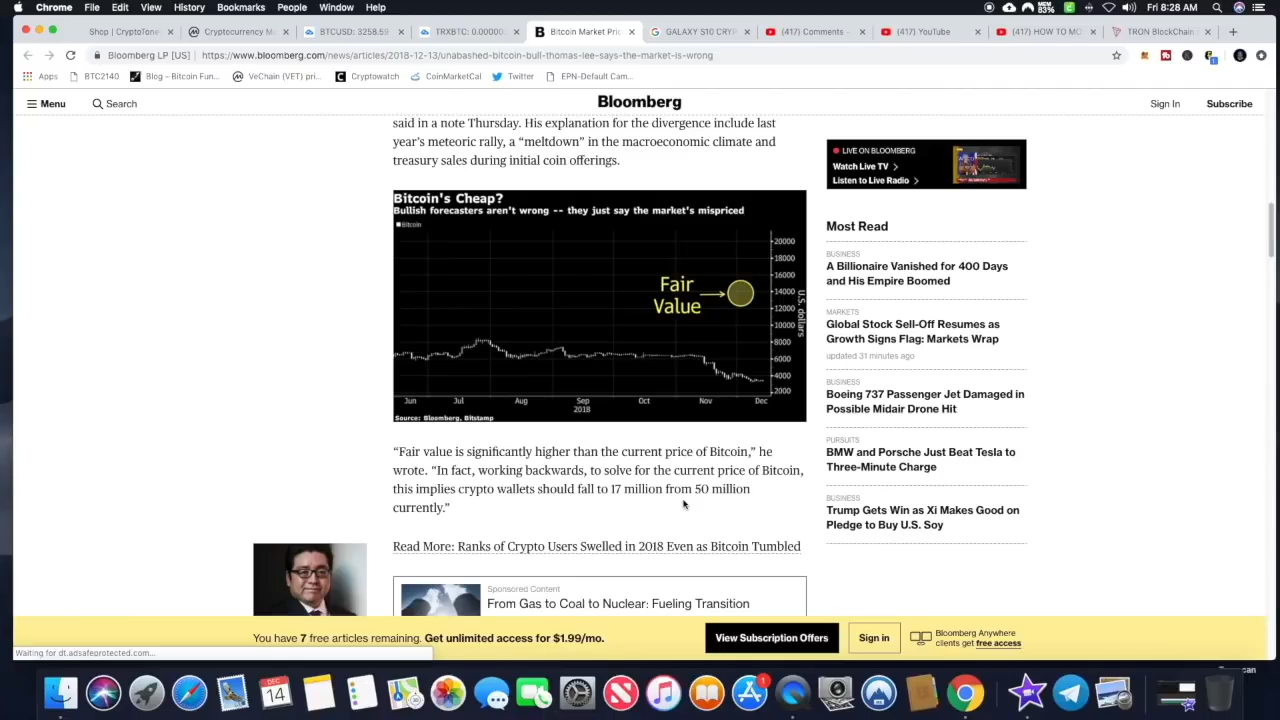 Chrome File Edit View History Bookmarks People Window Help
Fri 8:28 AM
Shop | CryptoTone
Cryptocurrency M
BTCUSD: 3258.59
TRXBTC: 0.00000
Bitcoin Market Pric
GALAXY S10 CRYP
(417) Comments -
(417) YouTube
(417) HOW TO MO
TRON BlockChain
Bloomberg LP [US] | https://www.bloomberg.com/news/articles/2018-12-13/unabashed-bitcoin-bull-thomas-lee-says-the-market-is-wrong
Apps BTC2140 Blog – Bitcoin Fun... VeChain (VET) pri... Cryptowatch CoinMarketCal Twitter EPN-Default Cam...
Menu Search Bloomberg Sign In Subscribe
said in a note Thursday. His explanation for the divergence include last
year's meteoric rally, a “meltdown” in the macroeconomic climate and
treasury sales during initial coin offerings.
Bitcoin's Cheap?
Bullish forecasters aren't wrong -- they just say the market's mispriced
Bitcoin
20000
18000
16000
14000
12000
10000
8000
6000
4000
2000
U.S. dollars
Fair
Value
Jun Jul Aug Sep Oct Nov Dec
2018
Source: Bloomberg, Bitstamp
“Fair value is significantly higher than the current price of Bitcoin,” he
wrote. “In fact, working backwards, to solve for the current price of Bitcoin,
this implies crypto wallets should fall to 17 million from 50 million
currently.”
Read More: Ranks of Crypto Users Swelled in 2018 Even as Bitcoin Tumbled
Sponsored Content
From Gas to Coal to Nuclear: Fueling Transition
LIVE ON BLOOMBERG
Watch Live TV
Listen to Live Radio
Most Read
BUSINESS
A Billionaire Vanished for 400 Days
and His Empire Boomed
MARKETS
Global Stock Sell-Off Resumes as
Growth Signs Flag: Markets Wrap
updated 31 minutes ago
BUSINESS
Boeing 737 Passenger Jet Damaged in
Possible Midair Drone Hit
PURSUITS
BMW and Porsche Just Beat Tesla to
Three-Minute Charge
BUSINESS
Trump Gets Win as Xi Makes Good on
Pledge to Buy U.S. Soy
You have 7 free articles remaining. Get unlimited access for $1.99/mo.
View Subscription Offers
Sign in
Bloomberg Anywhere
clients get free access
Waiting for dt.adsafeprotected.com...
DEC
14
1